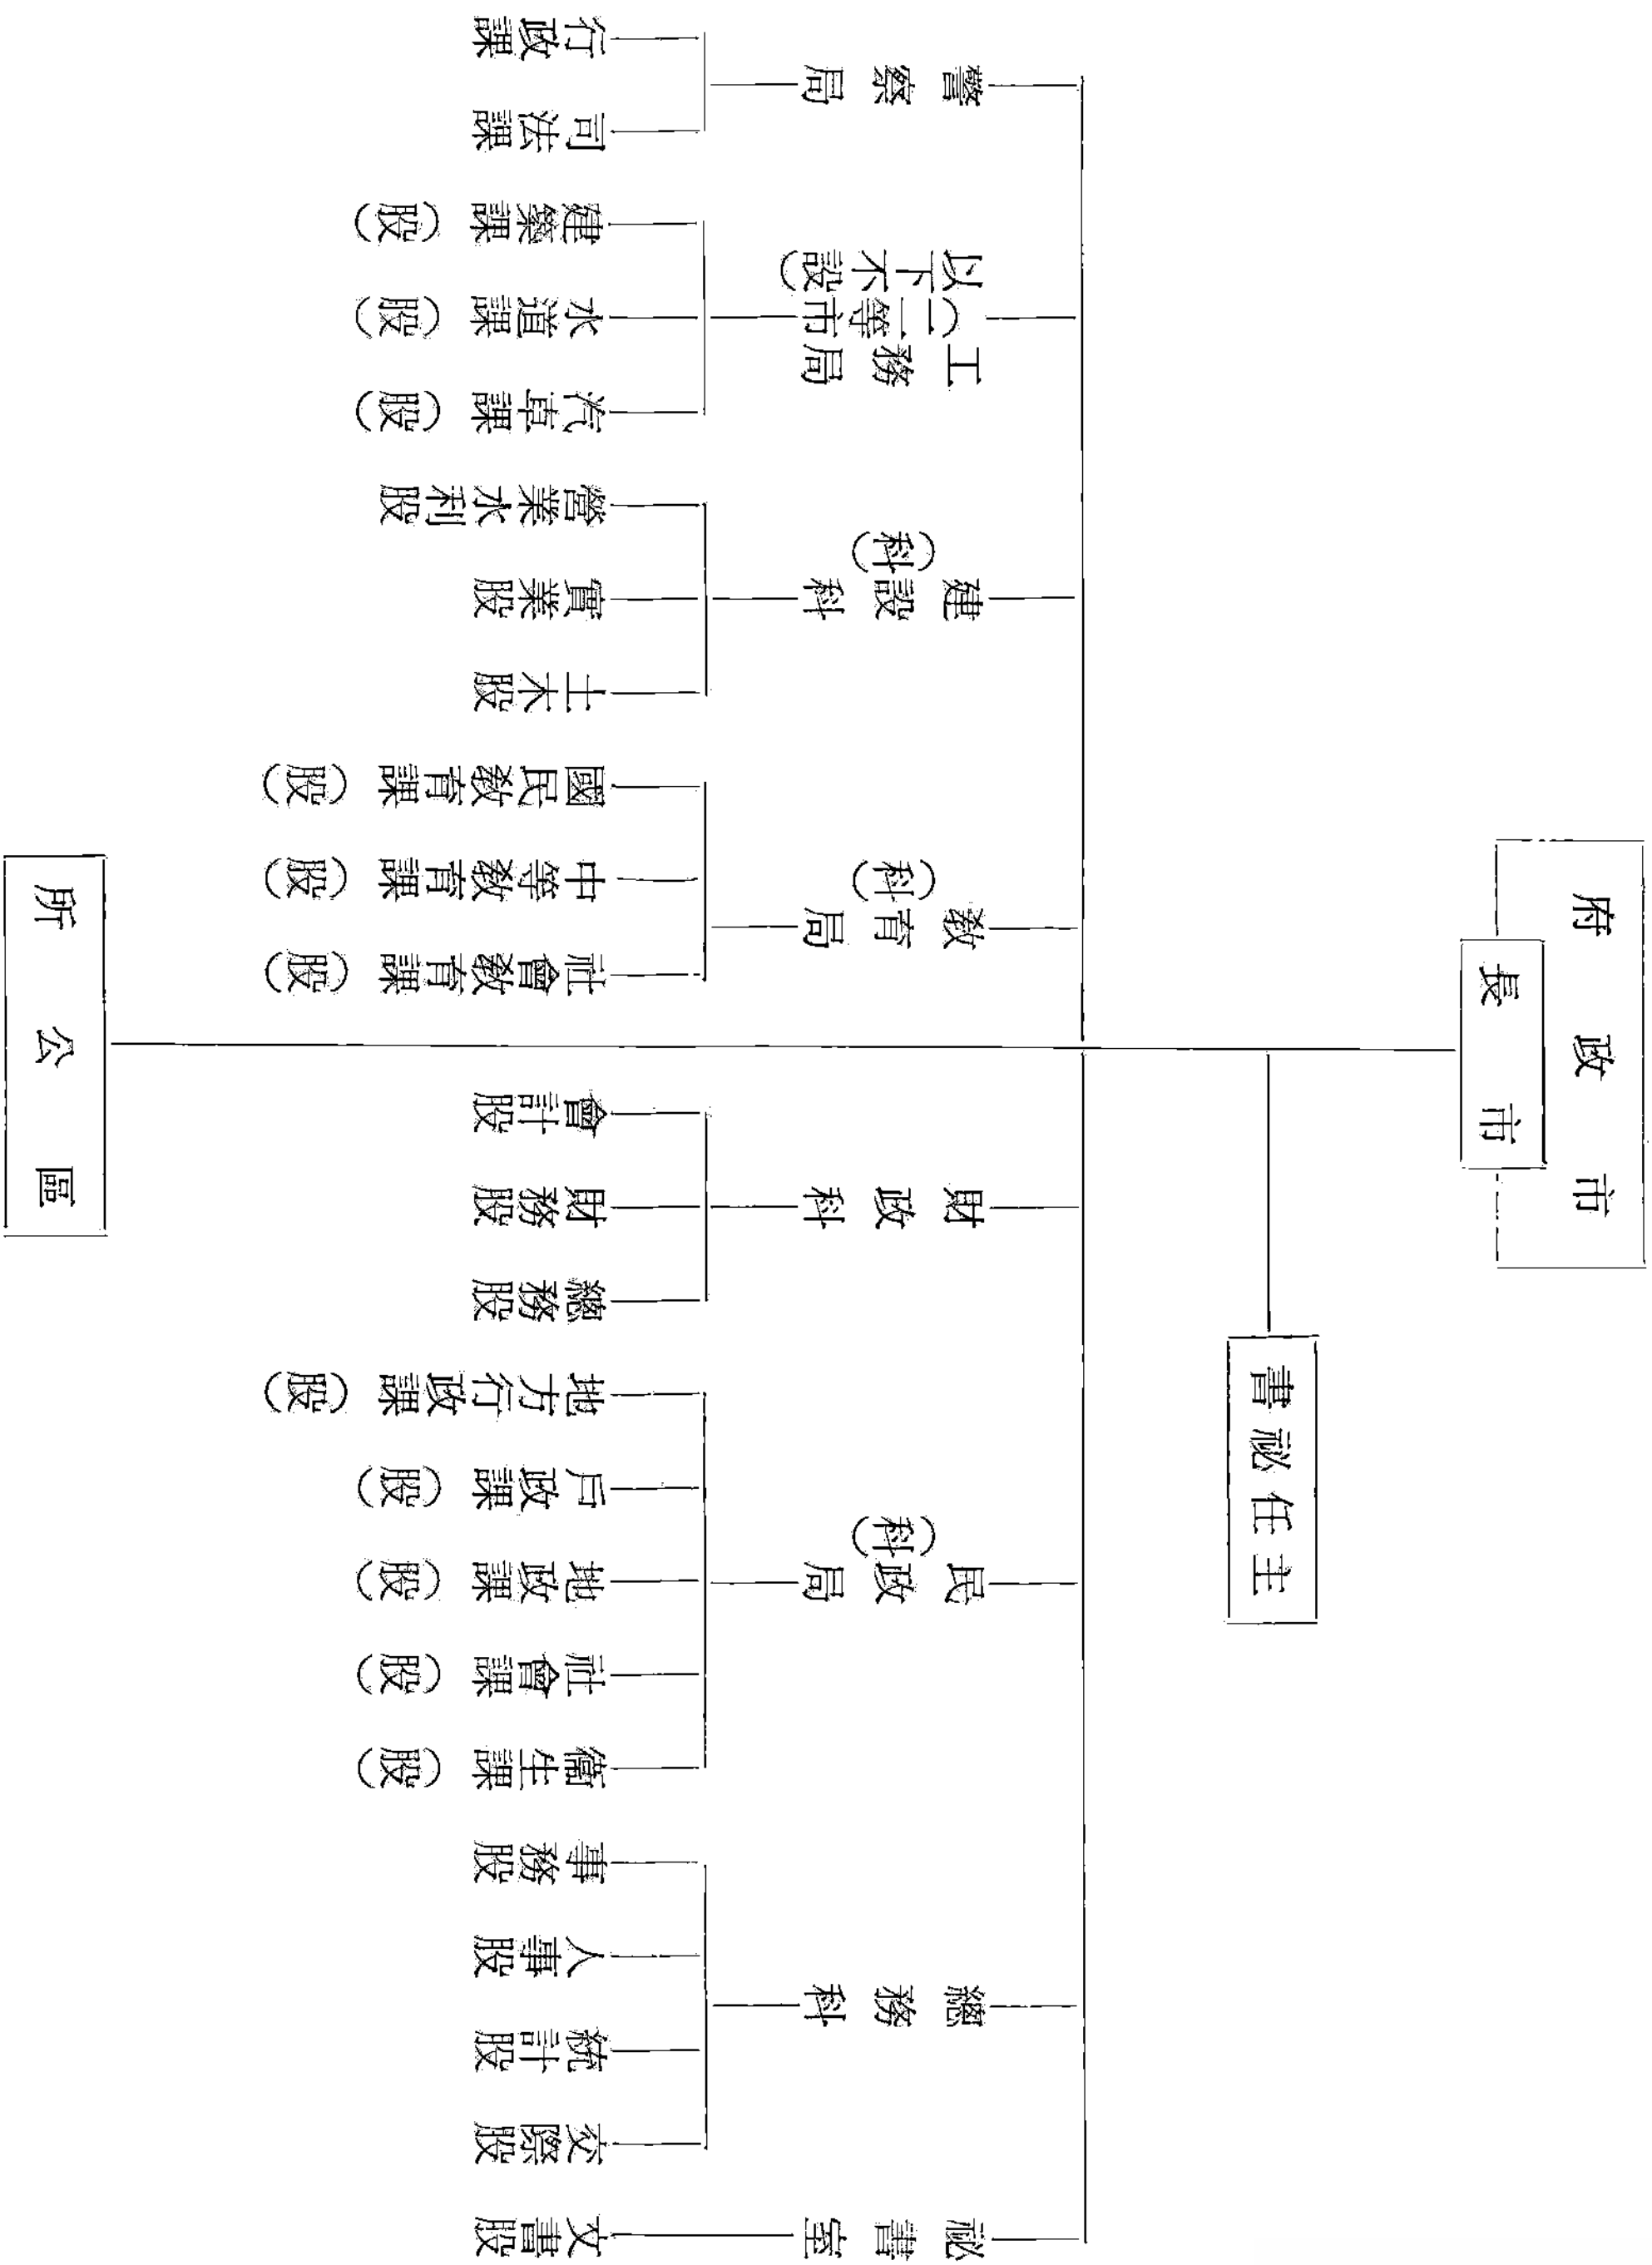 市政府
市長
主任祕書
祕書室
文書股
總務科
交際股
統計股
人事股
事務股
民政局
(科)
衞生課(股)
社會課(股)
地政課(股)
戶政課(股)
地方行政課(股)
財政科
總務股
財務股
會計股
教育局
(科)
社會教育課(股)
中等教育課(股)
國民教育課(股)
建設科
(科)
土木股
實業股
營業水利股
工務局
(二等市
以下不設)
汽車課(股)
水道課(股)
建築課(股)
警察局
司法課
行政課
區公所